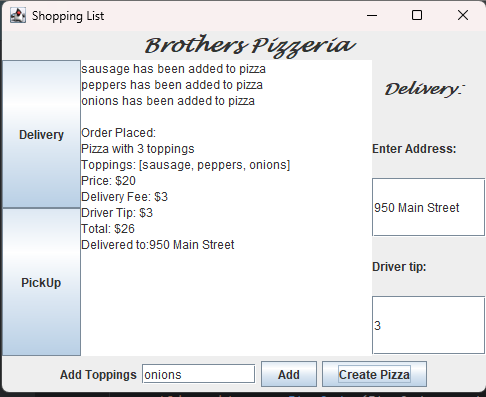 Shopping List
Brothers Pizzeria
Delivery
PickUp
sausage has been added to pizza
peppers has been added to pizza
onions has been added to pizza
Order Placed:
Pizza with 3 toppings
Toppings: [sausage, peppers, onions]
Price: $20
Delivery Fee: $3
Driver Tip: $3
Total: $26
Delivered to:950 Main Street
Delivery:
Enter Address:
950 Main Street
Driver tip:
3
Add Toppings onions Add Create Pizza